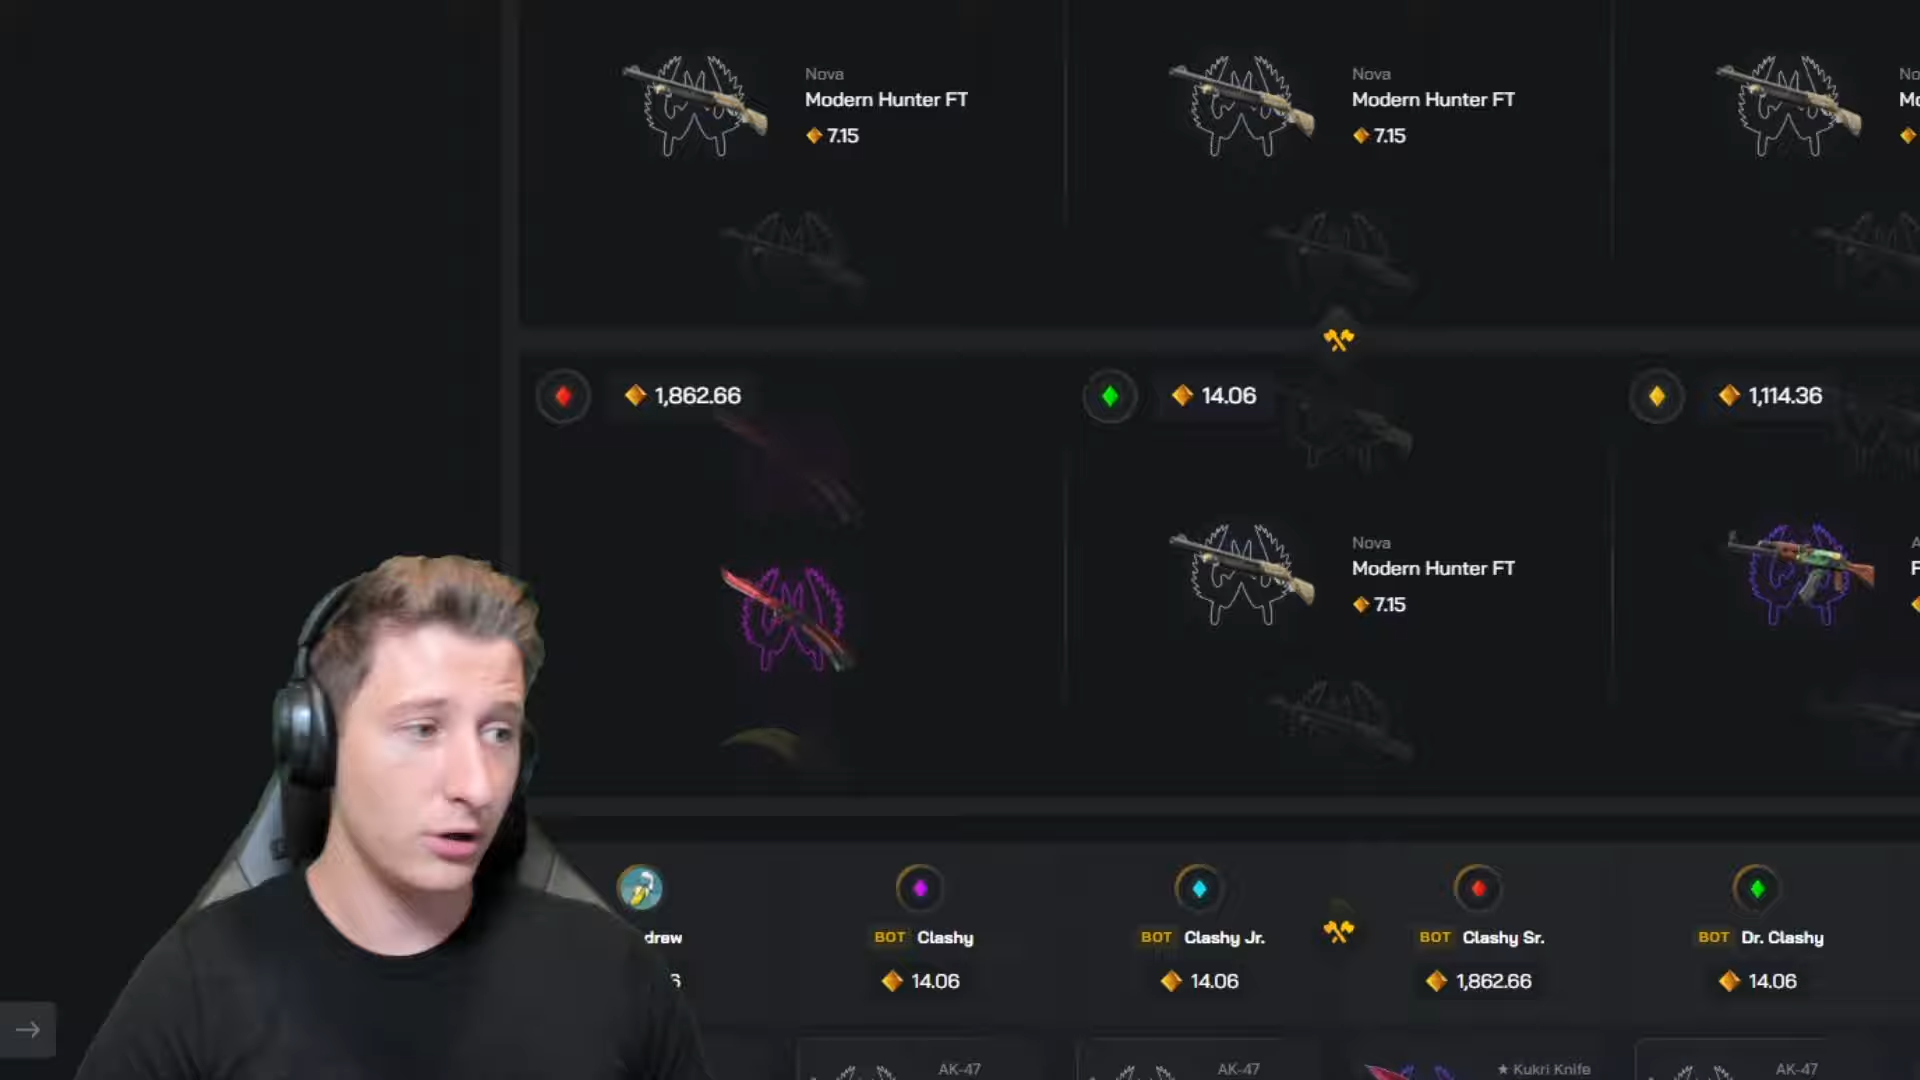 Nova
Modern Hunter FT
7.15
Nova
Modern Hunter FT
7.15
1,862.66
14.06
1,114.36
Nova
Modern Hunter FT
7.15
drew
6
BOT Clashy
14.06
BOT Clashy Jr.
14.06
BOT Clashy Sr.
1,862.66
BOT Dr. Clashy
14.06
AK-47
AK-47
★ Kukri Knife
AK-47